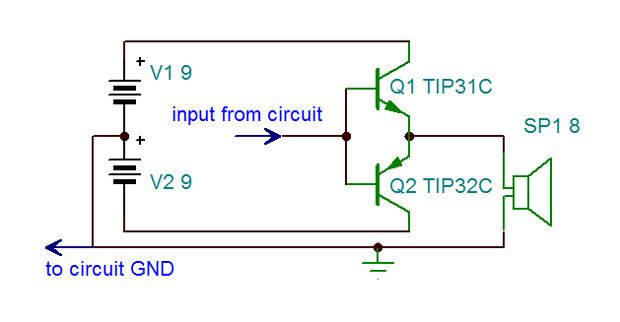 +
V1 9
Q1 TIP31C
input from circuit
SP1 8
+
V2 9
Q2 TIP32C
to circuit GND